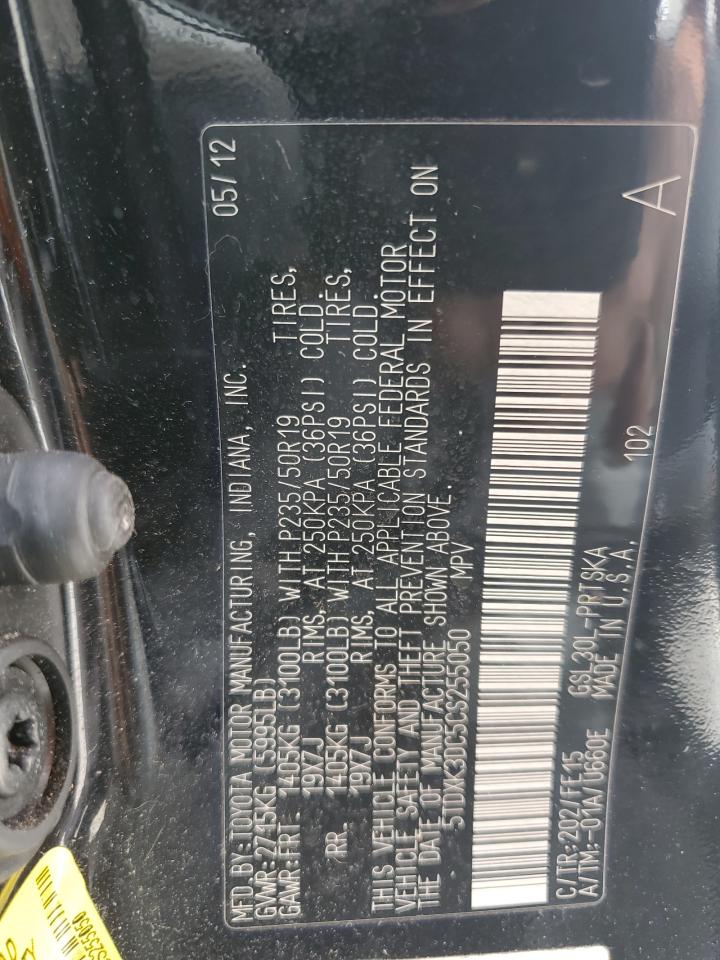 MFD.BY:TOYOTA MOTOR MANUFACTURING, INDIANA, INC. 05/12
GVWR:2715KG (5995LB)
GAWR:FRT. 1405KG (3100LB) WITH P235/50R19 TIRES,
19X7J RIMS, AT 250KPA (36PSI) COLD.
RR. 1405KG (3100LB) WITH P235/50R19 TIRES,
19X7J RIMS, AT 250KPA (36PSI) COLD.
THIS VEHICLE CONFORMS TO ALL APPLICABLE FEDERAL MOTOR
VEHICLE SAFETY AND THEFT PREVENTION STANDARDS IN EFFECT ON
THE DATE OF MANUFACTURE SHOWN ABOVE.
5TDXK3DC5CS255050 MPV
C/TR:202/FE15 GSL30L-PRTSKA 102
A/TM:-01A/U660E MADE IN U.S.A. A
S255050